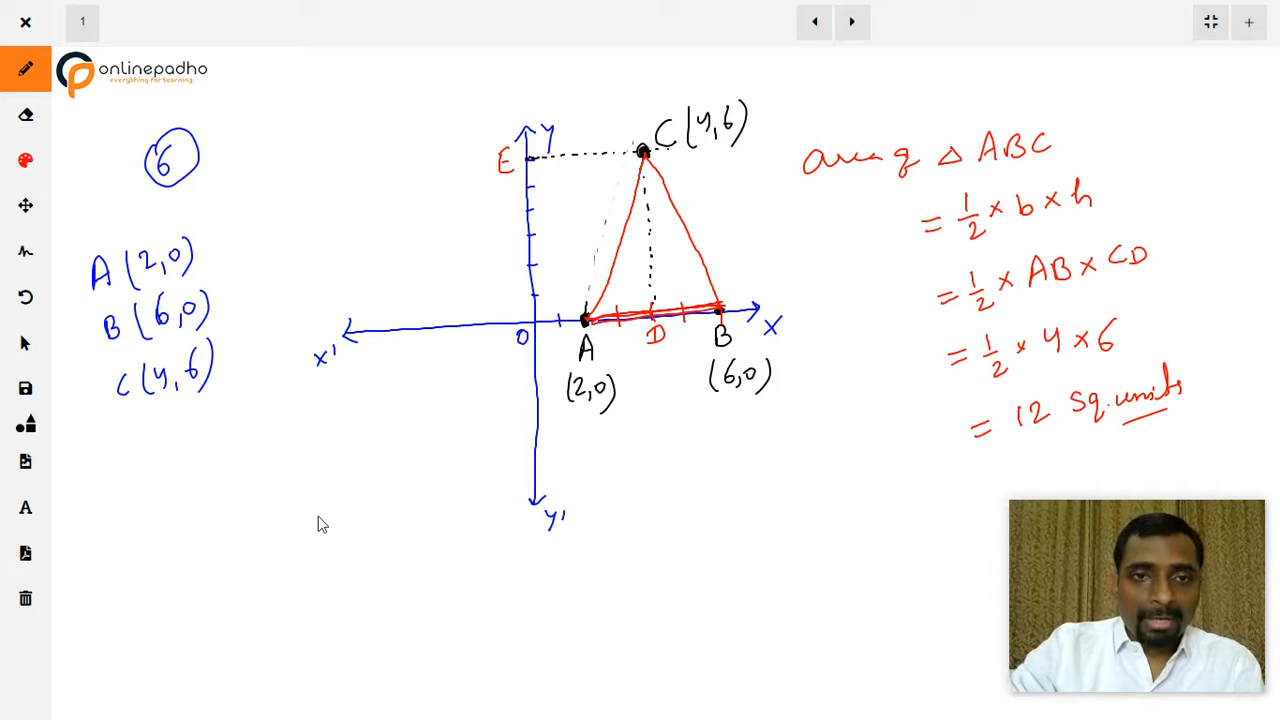 1
onlinepadho
everything for learning
6
A (2,0)
B (6,0)
C (4,6)
y
E
C (4,6)
x'
O
A
D
B
x
(2,0)
(6,0)
y'
area of Δ ABC
= 1/2 × b × h
= 1/2 × AB × CD
= 1/2 × 4 × 6
= 12 sq.units
A